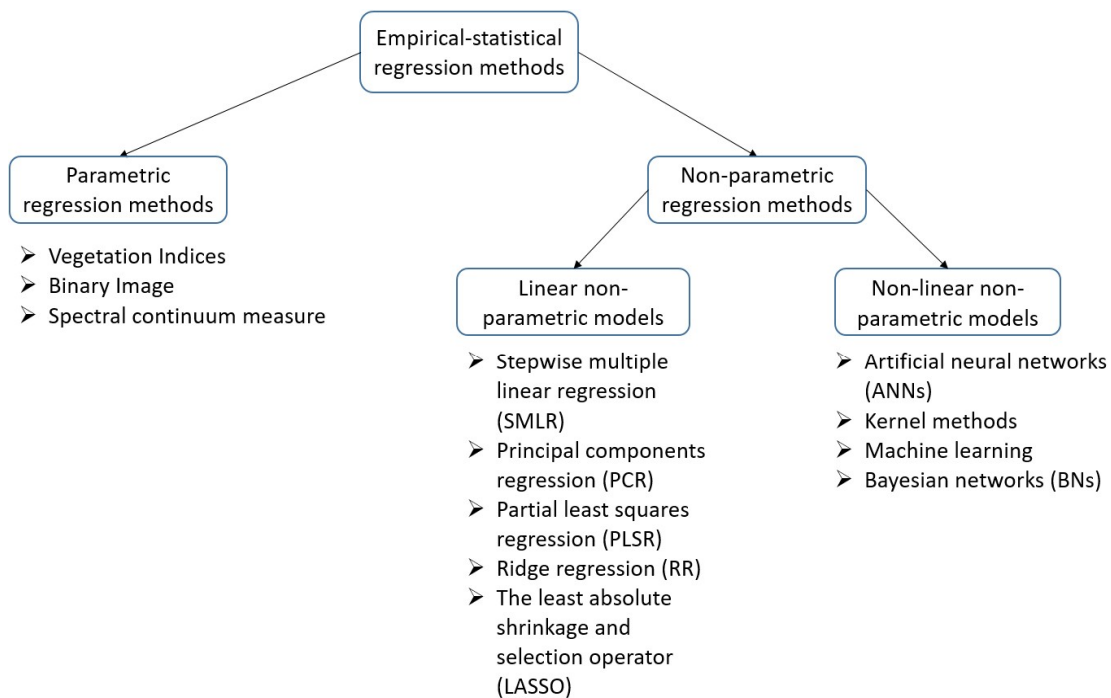 Empirical-statistical
regression methods
Parametric
regression methods
Non-parametric
regression methods
Vegetation Indices
Binary Image
Spectral continuum measure
Linear non-
parametric models
Non-linear non-
parametric models
Stepwise multiple
linear regression
(SMLR)
Principal components
regression (PCR)
Partial least squares
regression (PLSR)
Ridge regression (RR)
The least absolute
shrinkage and
selection operator
(LASSO)
Artificial neural networks
(ANNs)
Kernel methods
Machine learning
Bayesian networks (BNs)